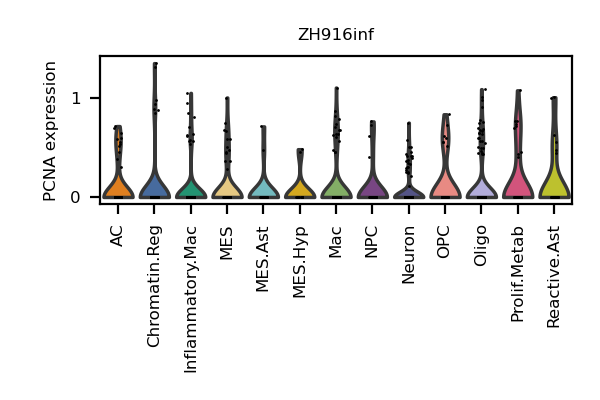 ZH916inf
PCNA expression
1
0
AC
Chromatin.Reg
Inflammatory.Mac
MES
MES.Ast
MES.Hyp
Mac
NPC
Neuron
OPC
Oligo
Prolif.Metab
Reactive.Ast